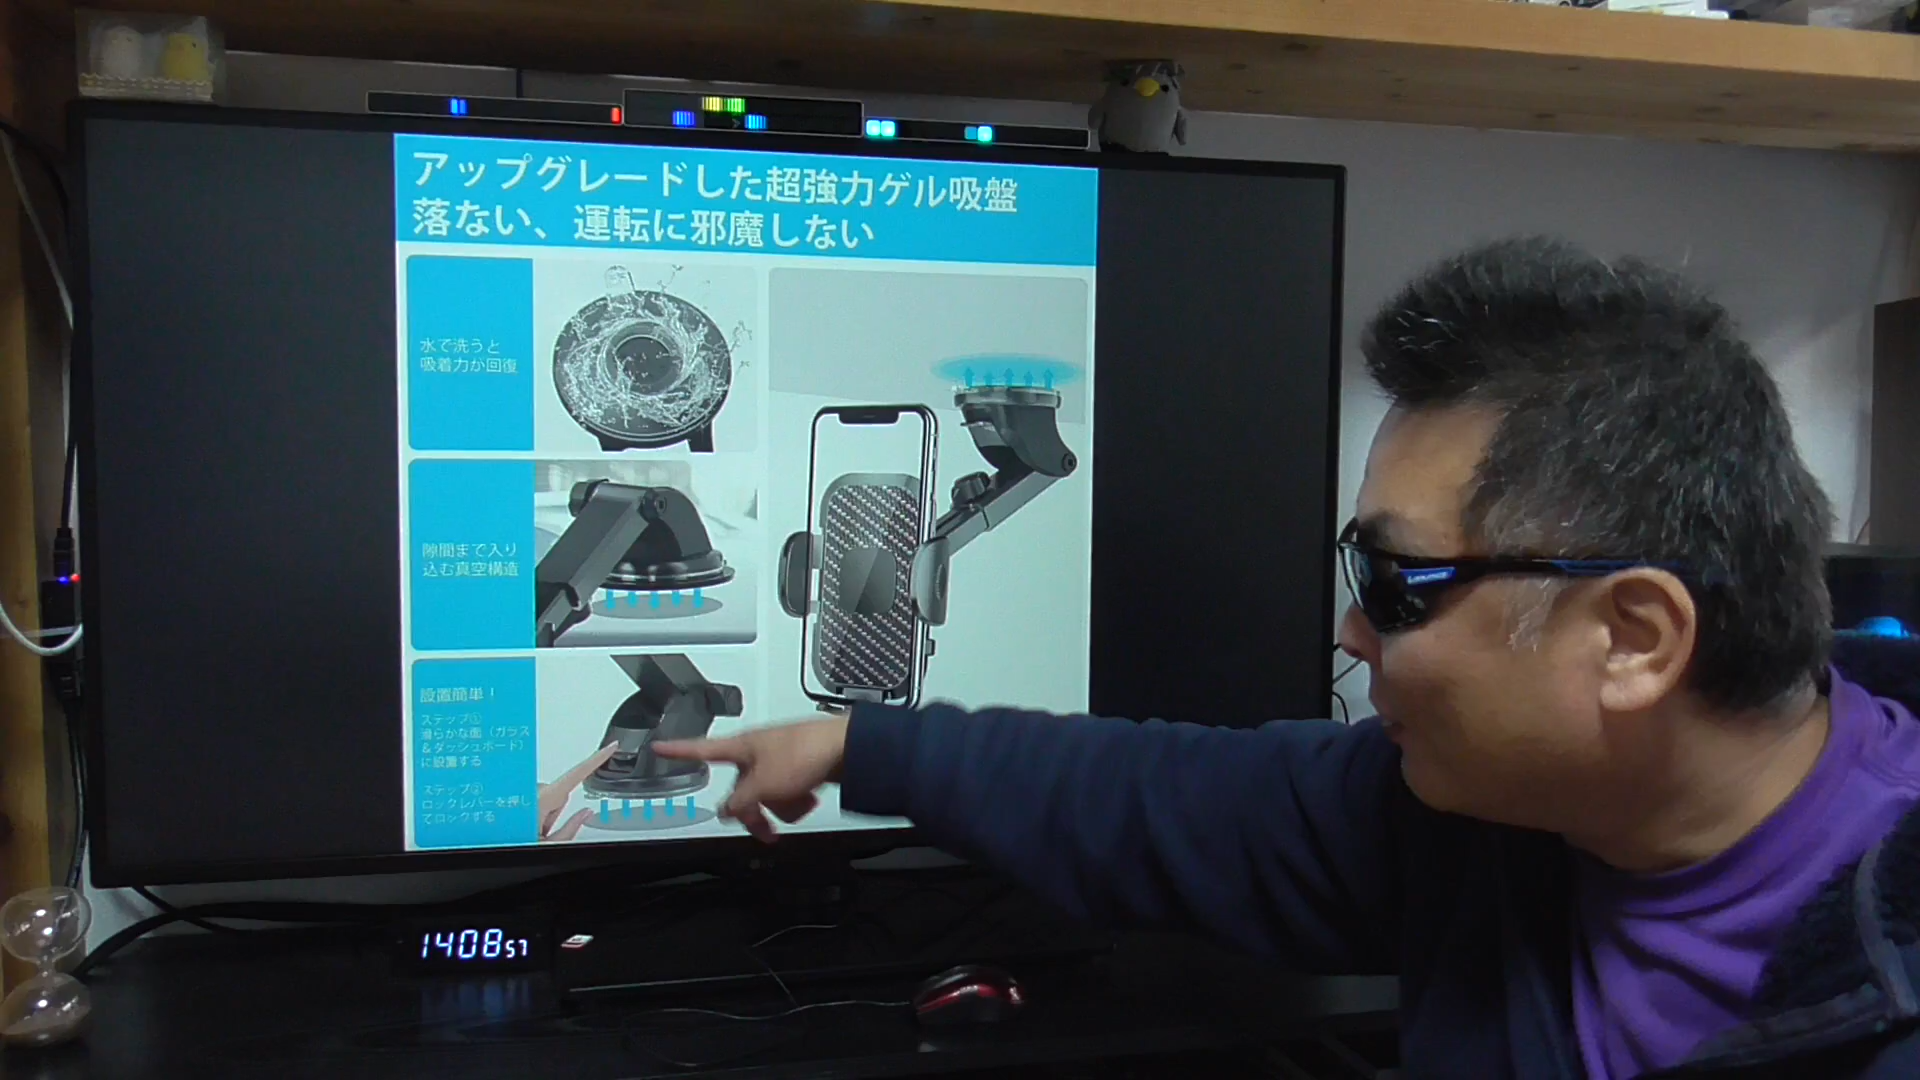 アップグレードした超強力ゲル吸盤
落ない、運転に邪魔しない
水で洗うと
吸着力が回復
隙間まで入り
込む真空構造
設置簡単！
ステップ①
滑らかな面（ガラス
＆ダッシュボード）
に設置する
ステップ②
ロックレバーを押し
てロックする
140857